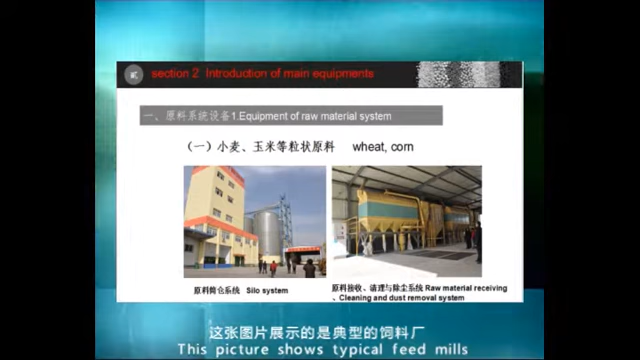 贰
section 2 Introduction of main equipments
一、原料系统设备1.Equipment of raw material system
（一）小麦、玉米等粒状原料 wheat, corn
原料筒仓系统 Silo system
原料接收、清理与除尘系统 Raw material receiving
、Cleaning and dust removal system
这张图片展示的是典型的饲料厂
This picture shows typical feed mills